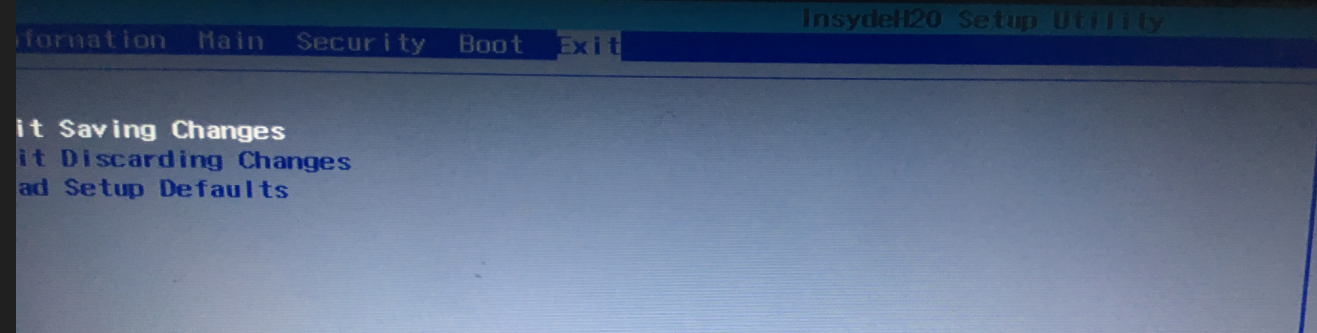 InsydeH20 Setup Utility
formation Main Security Boot Exit
it Saving Changes
it Discarding Changes
ad Setup Defaults